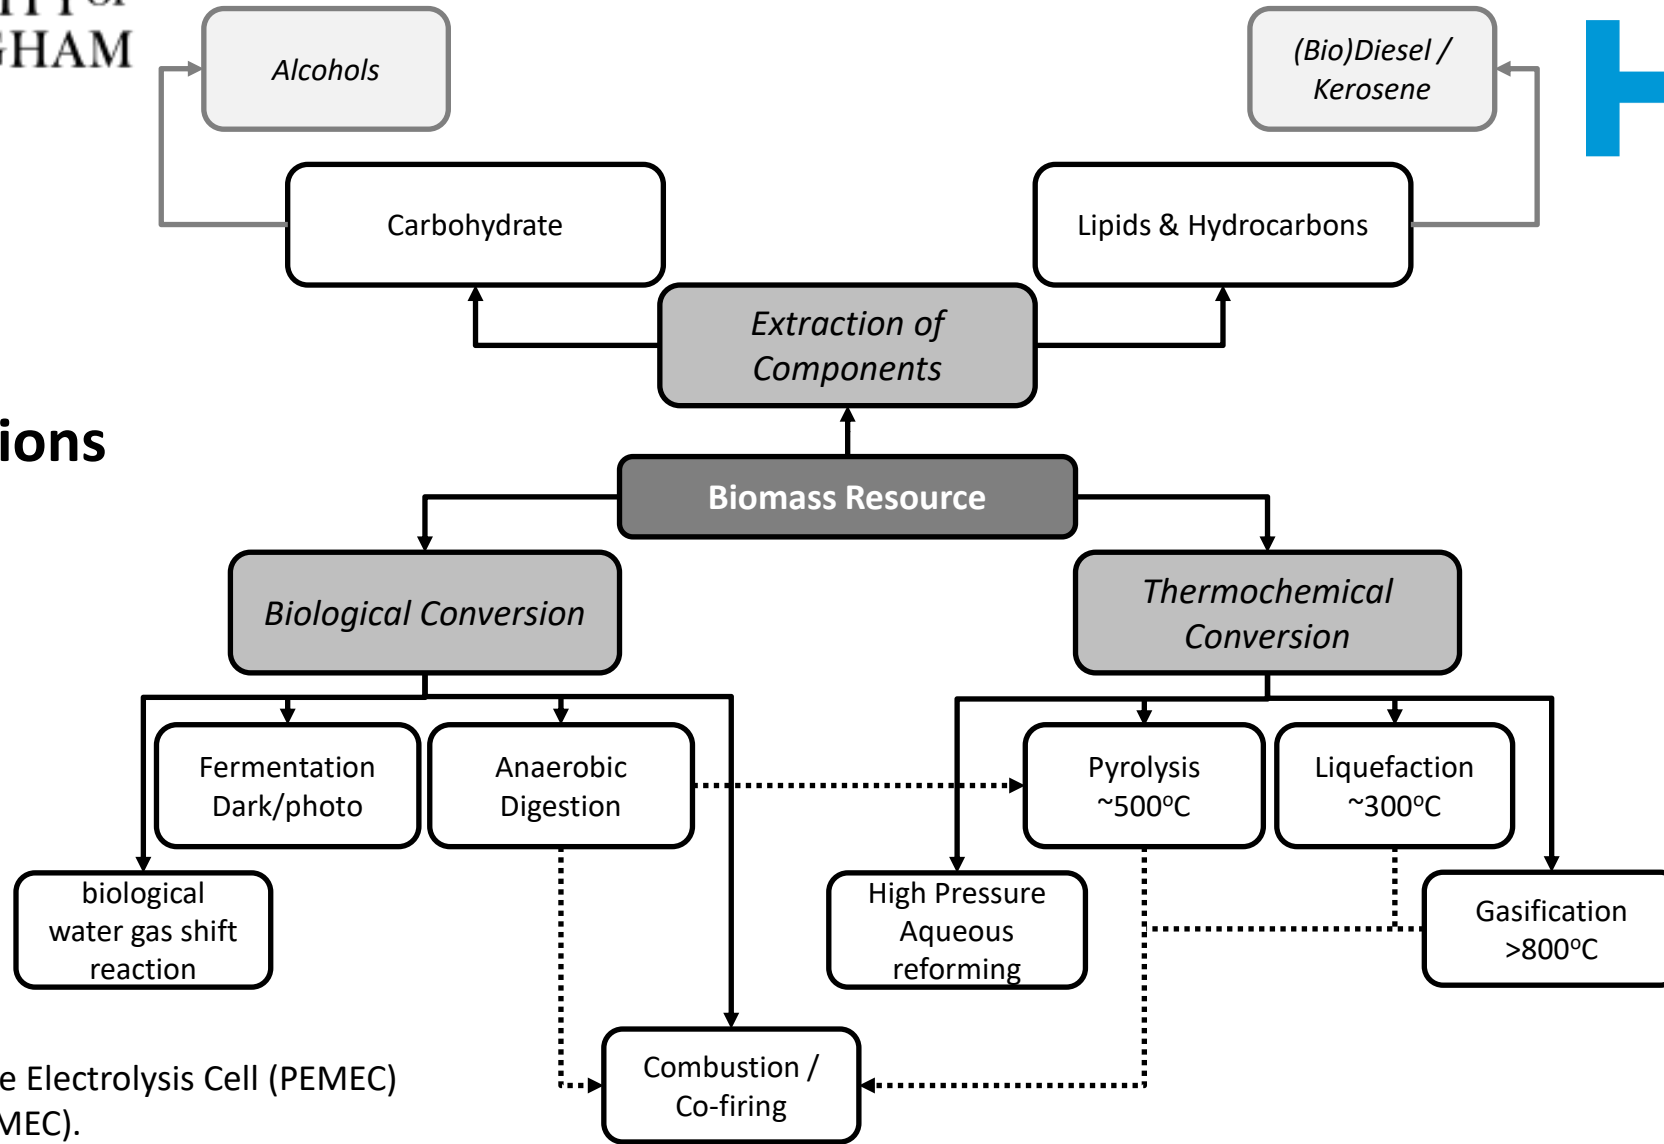 GHAM
Alcohols
(Bio)Diesel /
Kerosene
Carbohydrate
Lipids & Hydrocarbons
Extraction of
Components
ions
Biomass Resource
Biological Conversion
Thermochemical
Conversion
Fermentation
Dark/photo
Anaerobic
Digestion
Pyrolysis
~500°C
Liquefaction
~300°C
biological
water gas shift
reaction
High Pressure
Aqueous
reforming
Gasification
>800°C
Combustion /
Co-firing
e Electrolysis Cell (PEMEC)
MEC).